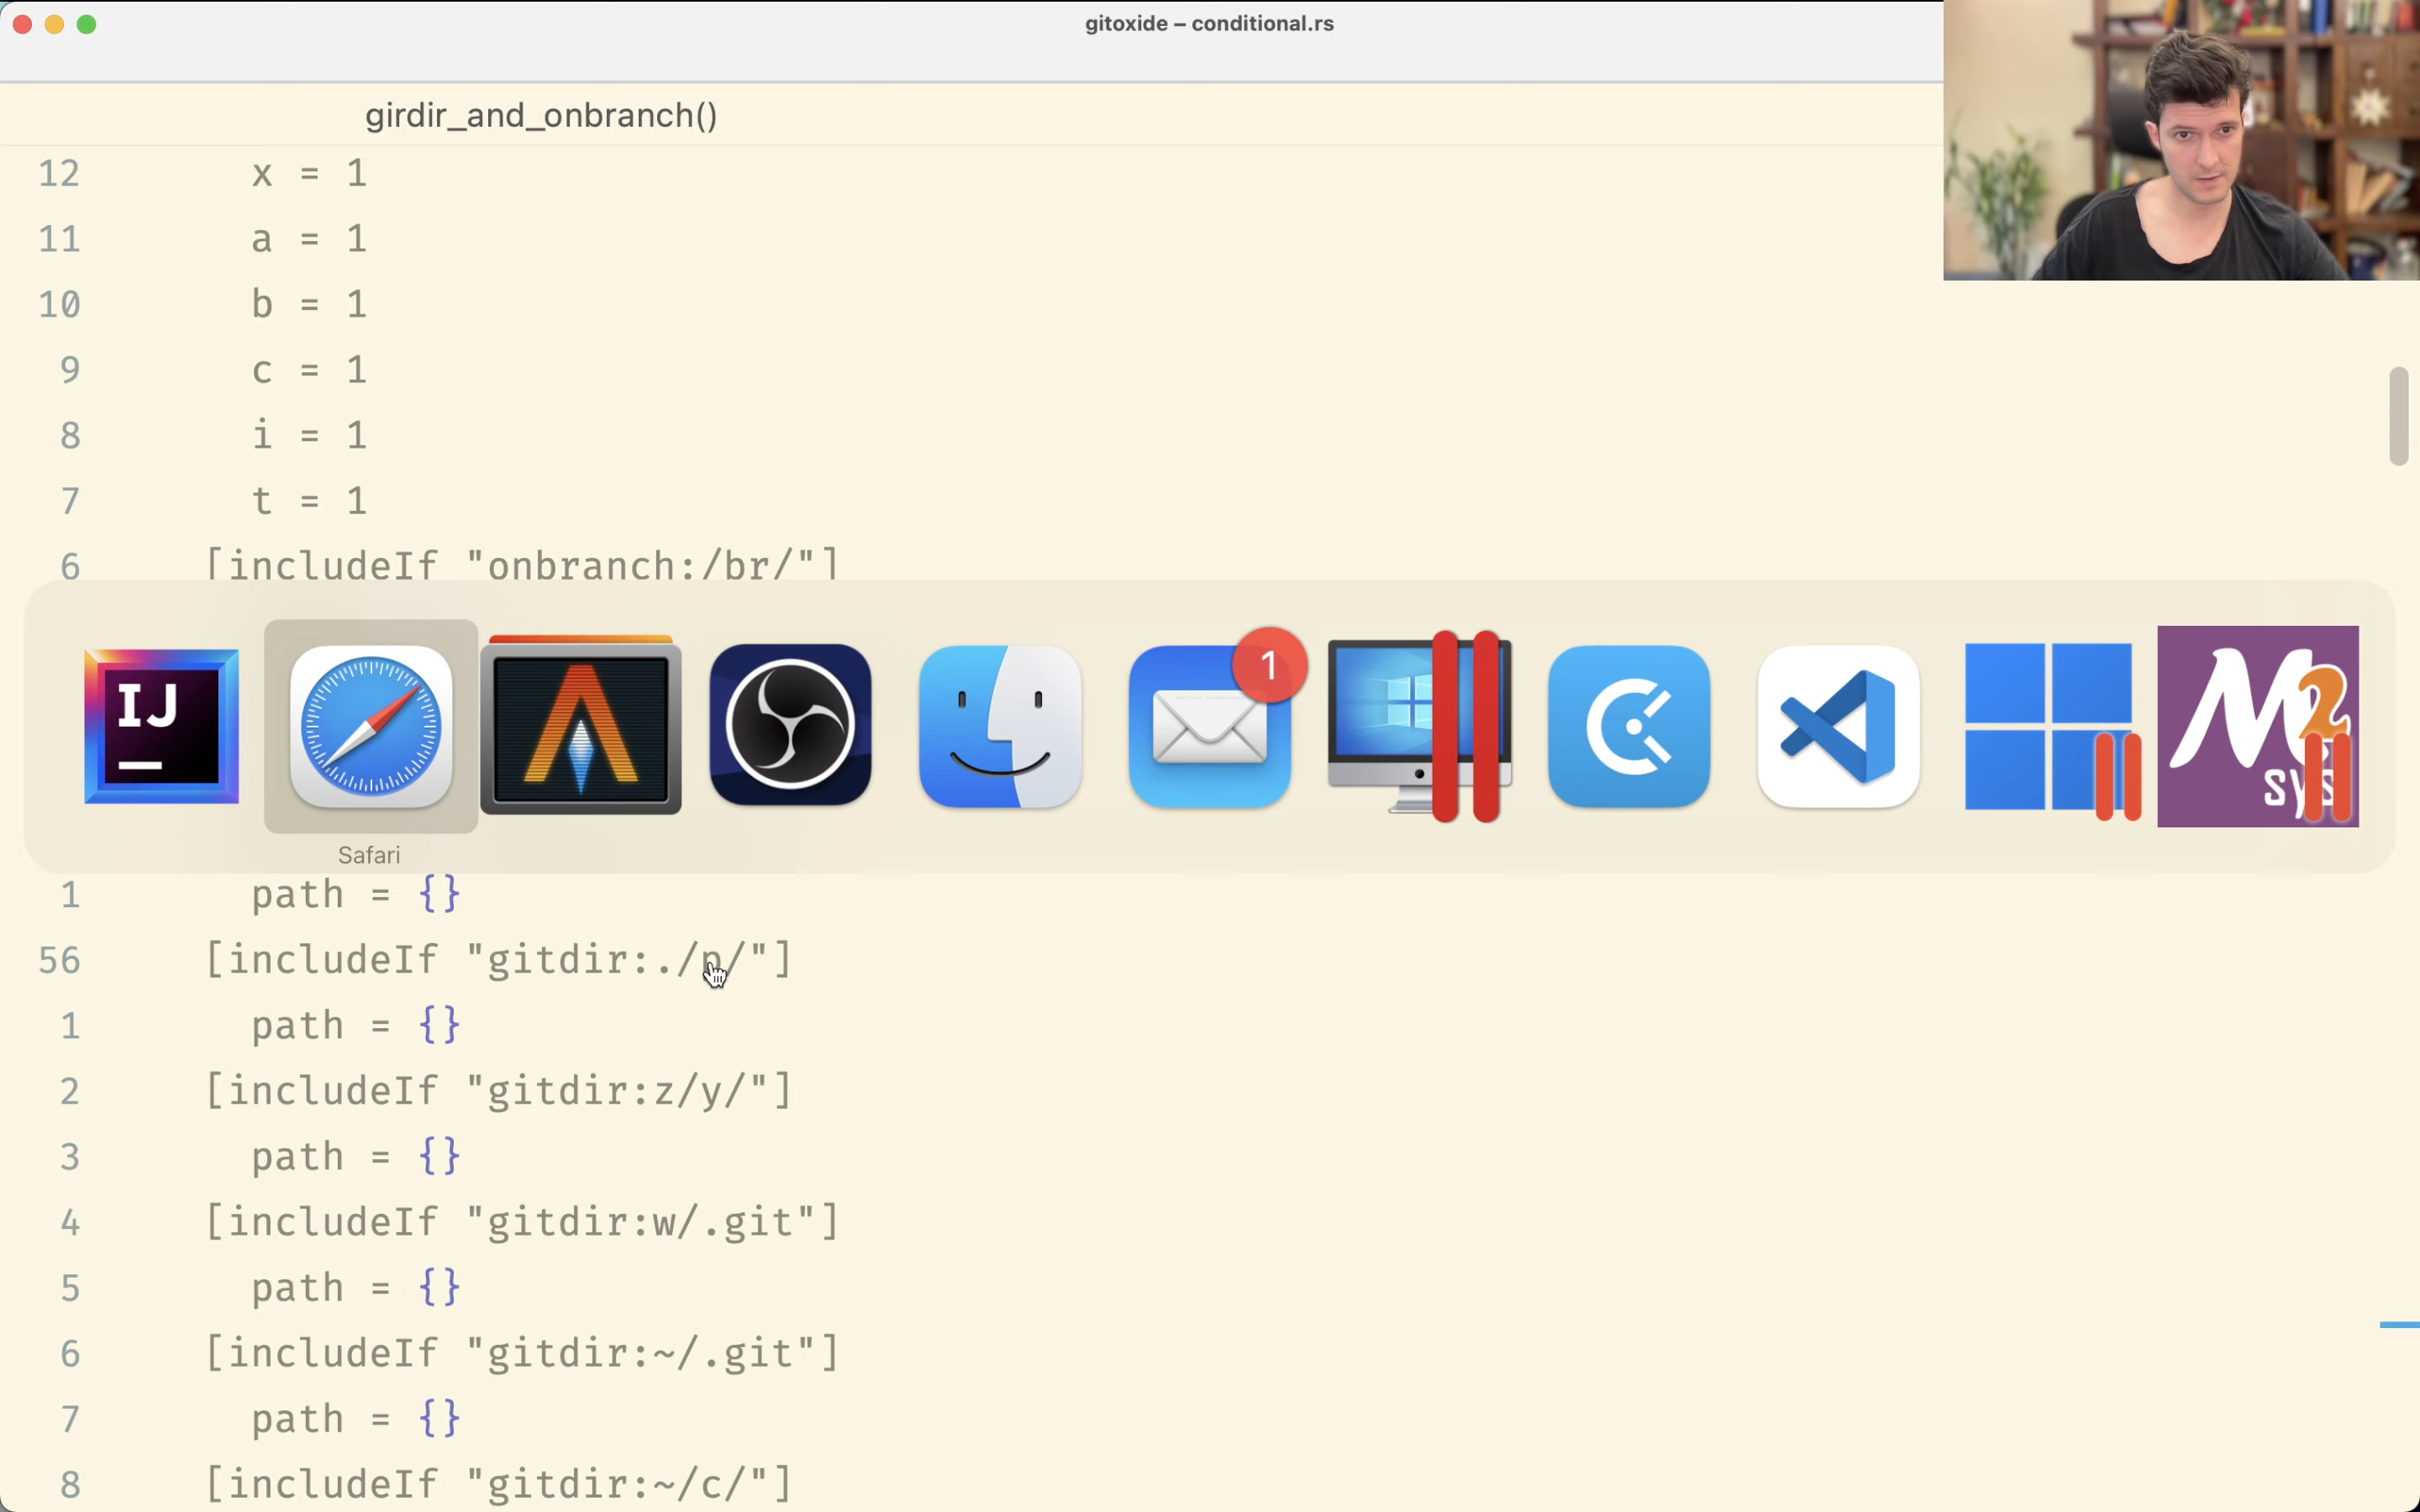 gitoxide – conditional.rs
girdir_and_onbranch()
12 x = 1
11 a = 1
10 b = 1
9 c = 1
8 i = 1
7 t = 1
6 [includeIf "onbranch:/br/"]
IJ
1
M2
sys
Safari
1 path = {}
56 [includeIf "gitdir:./p/"]
1 path = {}
2 [includeIf "gitdir:z/y/"]
3 path = {}
4 [includeIf "gitdir:w/.git"]
5 path = {}
6 [includeIf "gitdir:~/.git"]
7 path = {}
8 [includeIf "gitdir:~/c/"]